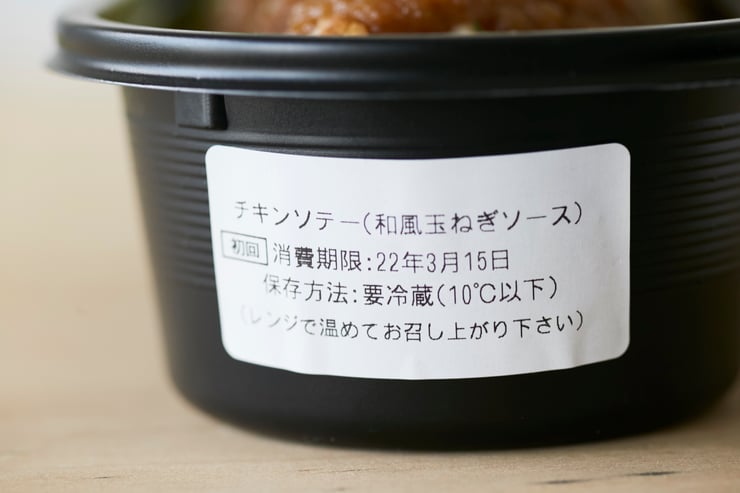 チキンソテー(和風玉ねぎソース)
初回 消費期限:22年3月15日
保存方法:要冷蔵(10℃以下)
(レンジで温めてお召し上がり下さい)